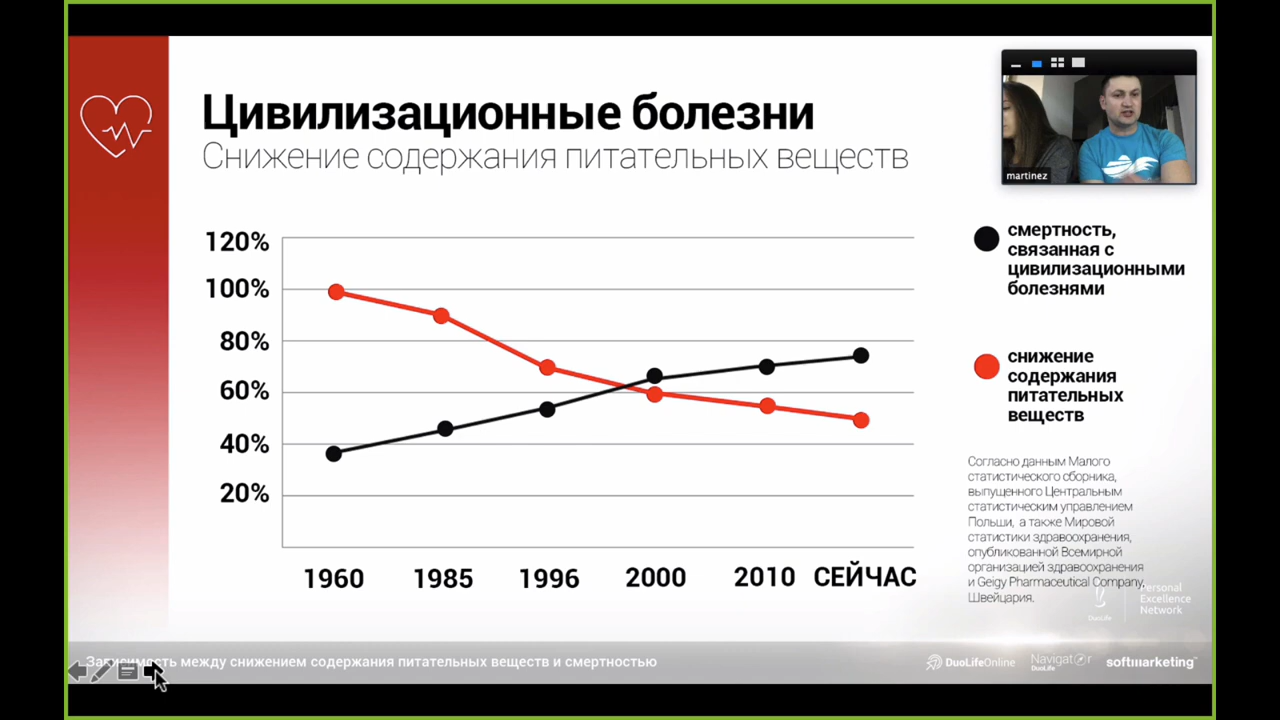 Цивилизационные болезни
Снижение содержания питательных веществ
martinez
120%
100%
80%
60%
40%
20%
1960 1985 1996 2000 2010 СЕЙЧАС
смертность,
связанная с
цивилизационными
болезнями
снижение
содержания
питательных
веществ
Согласно данным Малого
статистического сборника,
выпущенного Центральным
статистическим управлением
Польши, а также Мировой
статистики здравоохранения,
опубликованной Всемирной
организацией здравоохранения
и Geigy Pharmaceutical Company,
Швейцария.
DuoLife
Personal
Excellence
Network
Зависимость между снижением содержания питательных веществ и смертностью
DuoLifeOnline
Navigator
DuoLife
softmarketing